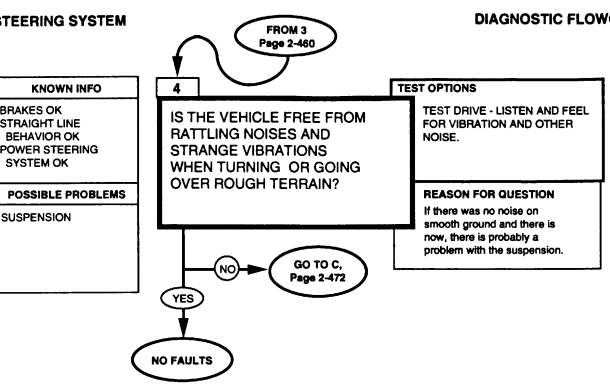 STEERING SYSTEM
DIAGNOSTIC FLOW
FROM 3
Page 2-460
KNOWN INFO
BRAKES OK
STRAIGHT LINE
BEHAVIOR OK
POWER STEERING
SYSTEM OK
POSSIBLE PROBLEMS
SUSPENSION
4
IS THE VEHICLE FREE FROM
RATTLING NOISES AND
STRANGE VIBRATIONS
WHEN TURNING OR GOING
OVER ROUGH TERRAIN?
TEST OPTIONS
TEST DRIVE - LISTEN AND FEEL
FOR VIBRATION AND OTHER
NOISE.
REASON FOR QUESTION
If there was no noise on
smooth ground and there is
now, there is probably a
problem with the suspension.
NO
GO TO C,
Page 2-472
YES
NO FAULTS